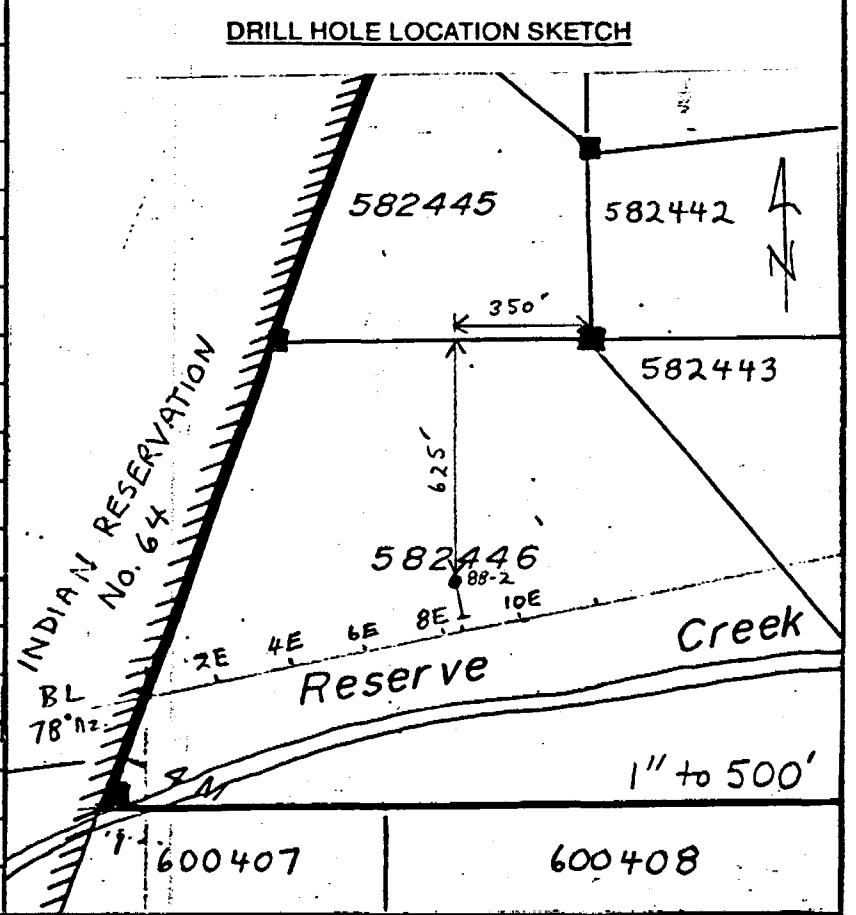 DRILL HOLE LOCATION SKETCH
582445
582442
N
350'
582443
625'
INDIAN RESERVATION
No. 64
582446
88-2
2E 4E 6E 8E 10E
Reserve Creek
BL
78°
1" to 500'
600407
600408